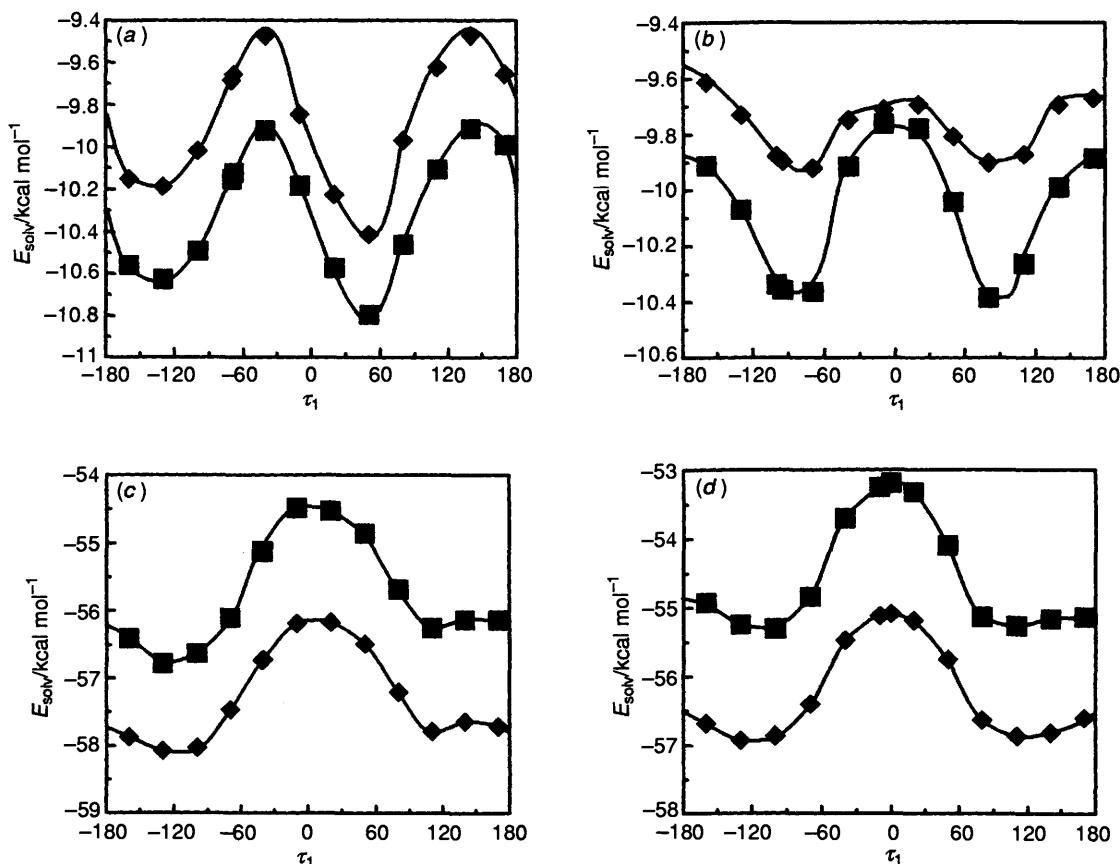 (a)
E_solv/kcal mol⁻¹
−9.4
−9.6
−9.8
−10
−10.2
−10.4
−10.6
−10.8
−11
−180 −120 −60 0 60 120 180
τ₁
(b)
E_solv/kcal mol⁻¹
−9.4
−9.6
−9.8
−10
−10.2
−10.4
−10.6
−180 −120 −60 0 60 120 180
τ₁
(c)
E_solv/kcal mol⁻¹
−54
−55
−56
−57
−58
−59
−180 −120 −60 0 60 120 180
τ₁
(d)
E_solv/kcal mol⁻¹
−53
−54
−55
−56
−57
−58
−180 −120 −60 0 60 120 180
τ₁